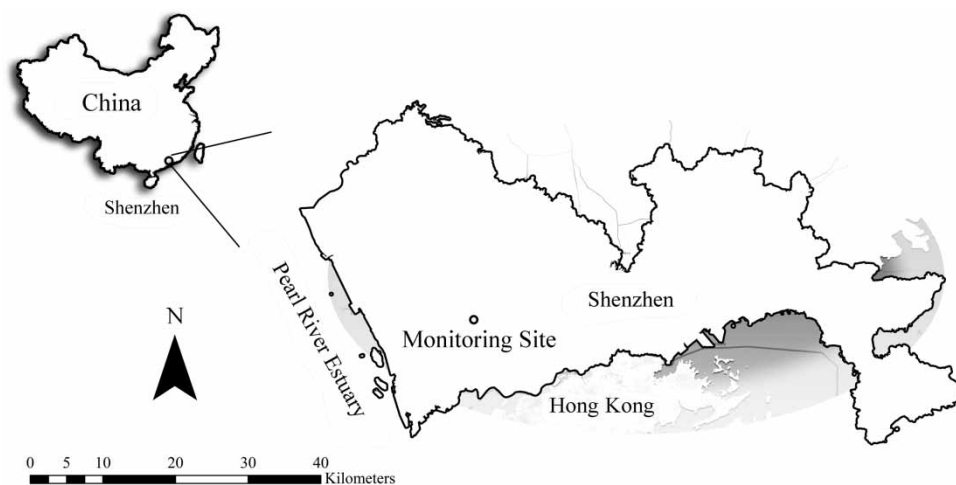 China
Shenzhen
N
Pearl River Estuary
Shenzhen
Monitoring Site
Hong Kong
0 5 10 20 30 40
Kilometers